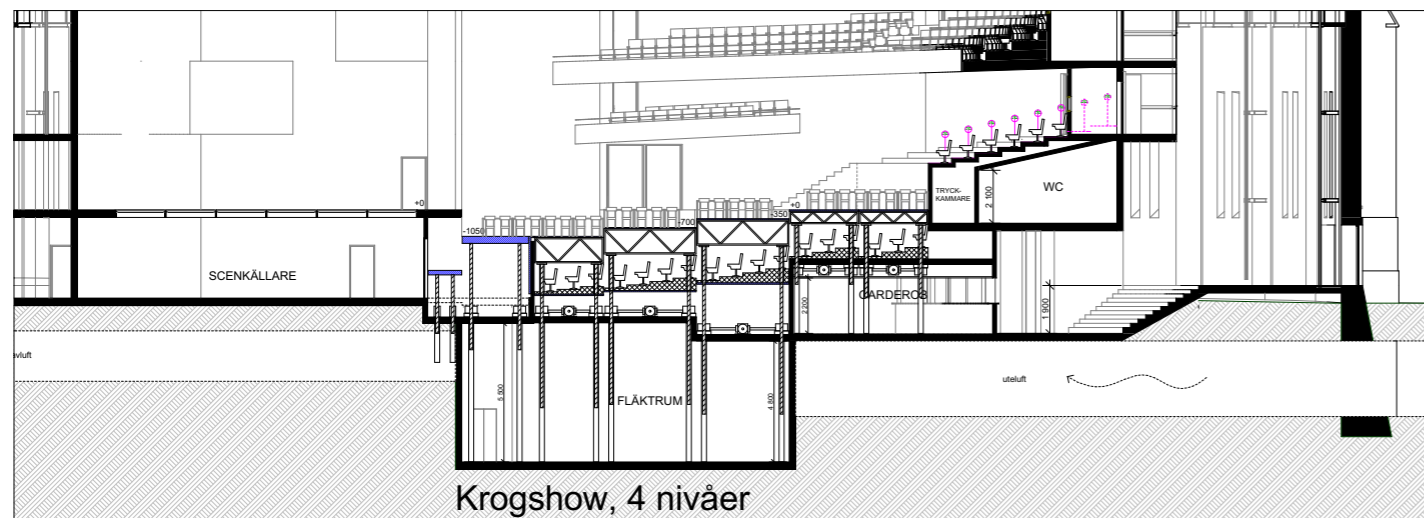 +0
-1050
-700
-350
+0
TRYCK-
KAMMARE
2 100
WC
SCENKÄLLARE
GARDEROB
2 200
1 900
avluft
uteluft
5 500
FLÄKTRUM
4 800
Krogshow, 4 nivåer